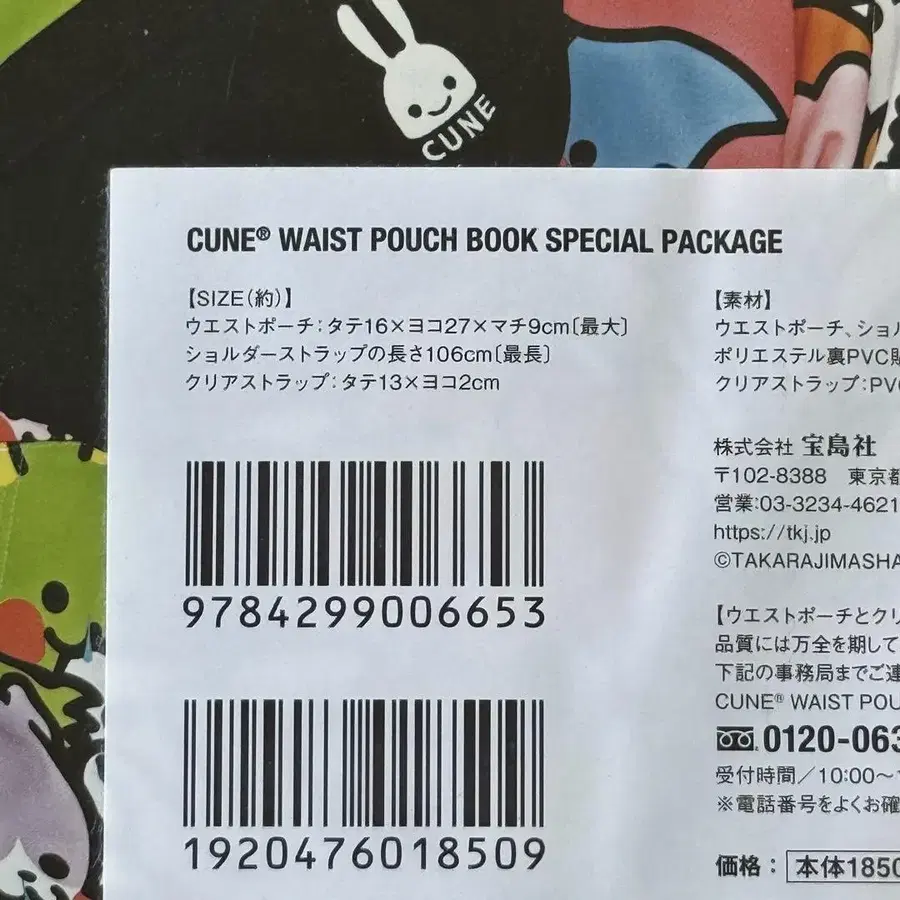 CUNE
CUNE® WAIST POUCH BOOK SPECIAL PACKAGE
【SIZE(約)】
ウエストポーチ:タテ16×ヨコ27×マチ9cm〔最大〕
ショルダーストラップの長さ106cm〔最長〕
クリアストラップ:タテ13×ヨコ2cm
9784299006653
1920476018509
【素材】
ウエストポーチ、ショル
ポリエステル裏PVC貼
クリアストラップ:PVC
株式会社 宝島社
〒102-8388 東京都
営業:03-3234-4621
https://tkj.jp
©TAKARAJIMASHA
【ウエストポーチとクリ
品質には万全を期して
下記の事務局までご連
CUNE® WAIST POU
0120-063
受付時間/10:00〜
※電話番号をよくお確
価格: 本体1850